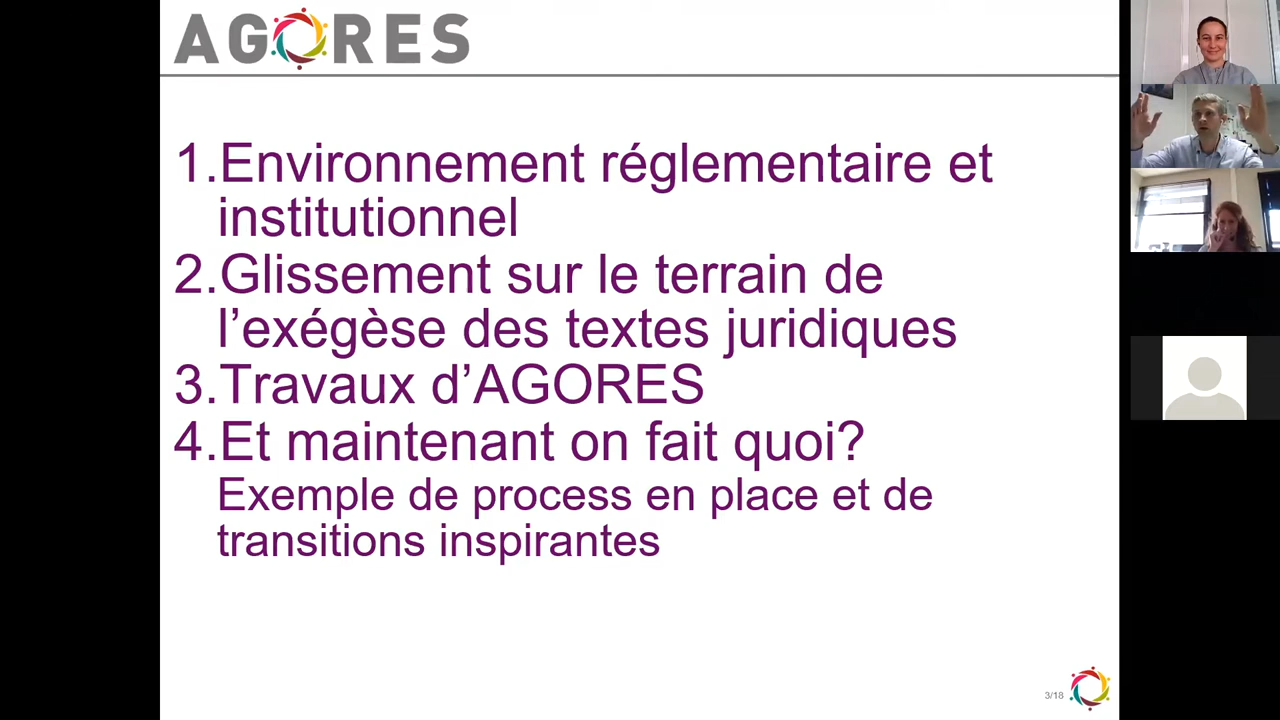 AGORES
1.Environnement réglementaire et
institutionnel
2.Glissement sur le terrain de
l’exégèse des textes juridiques
3.Travaux d’AGORES
4.Et maintenant on fait quoi?
Exemple de process en place et de
transitions inspirantes
3/18